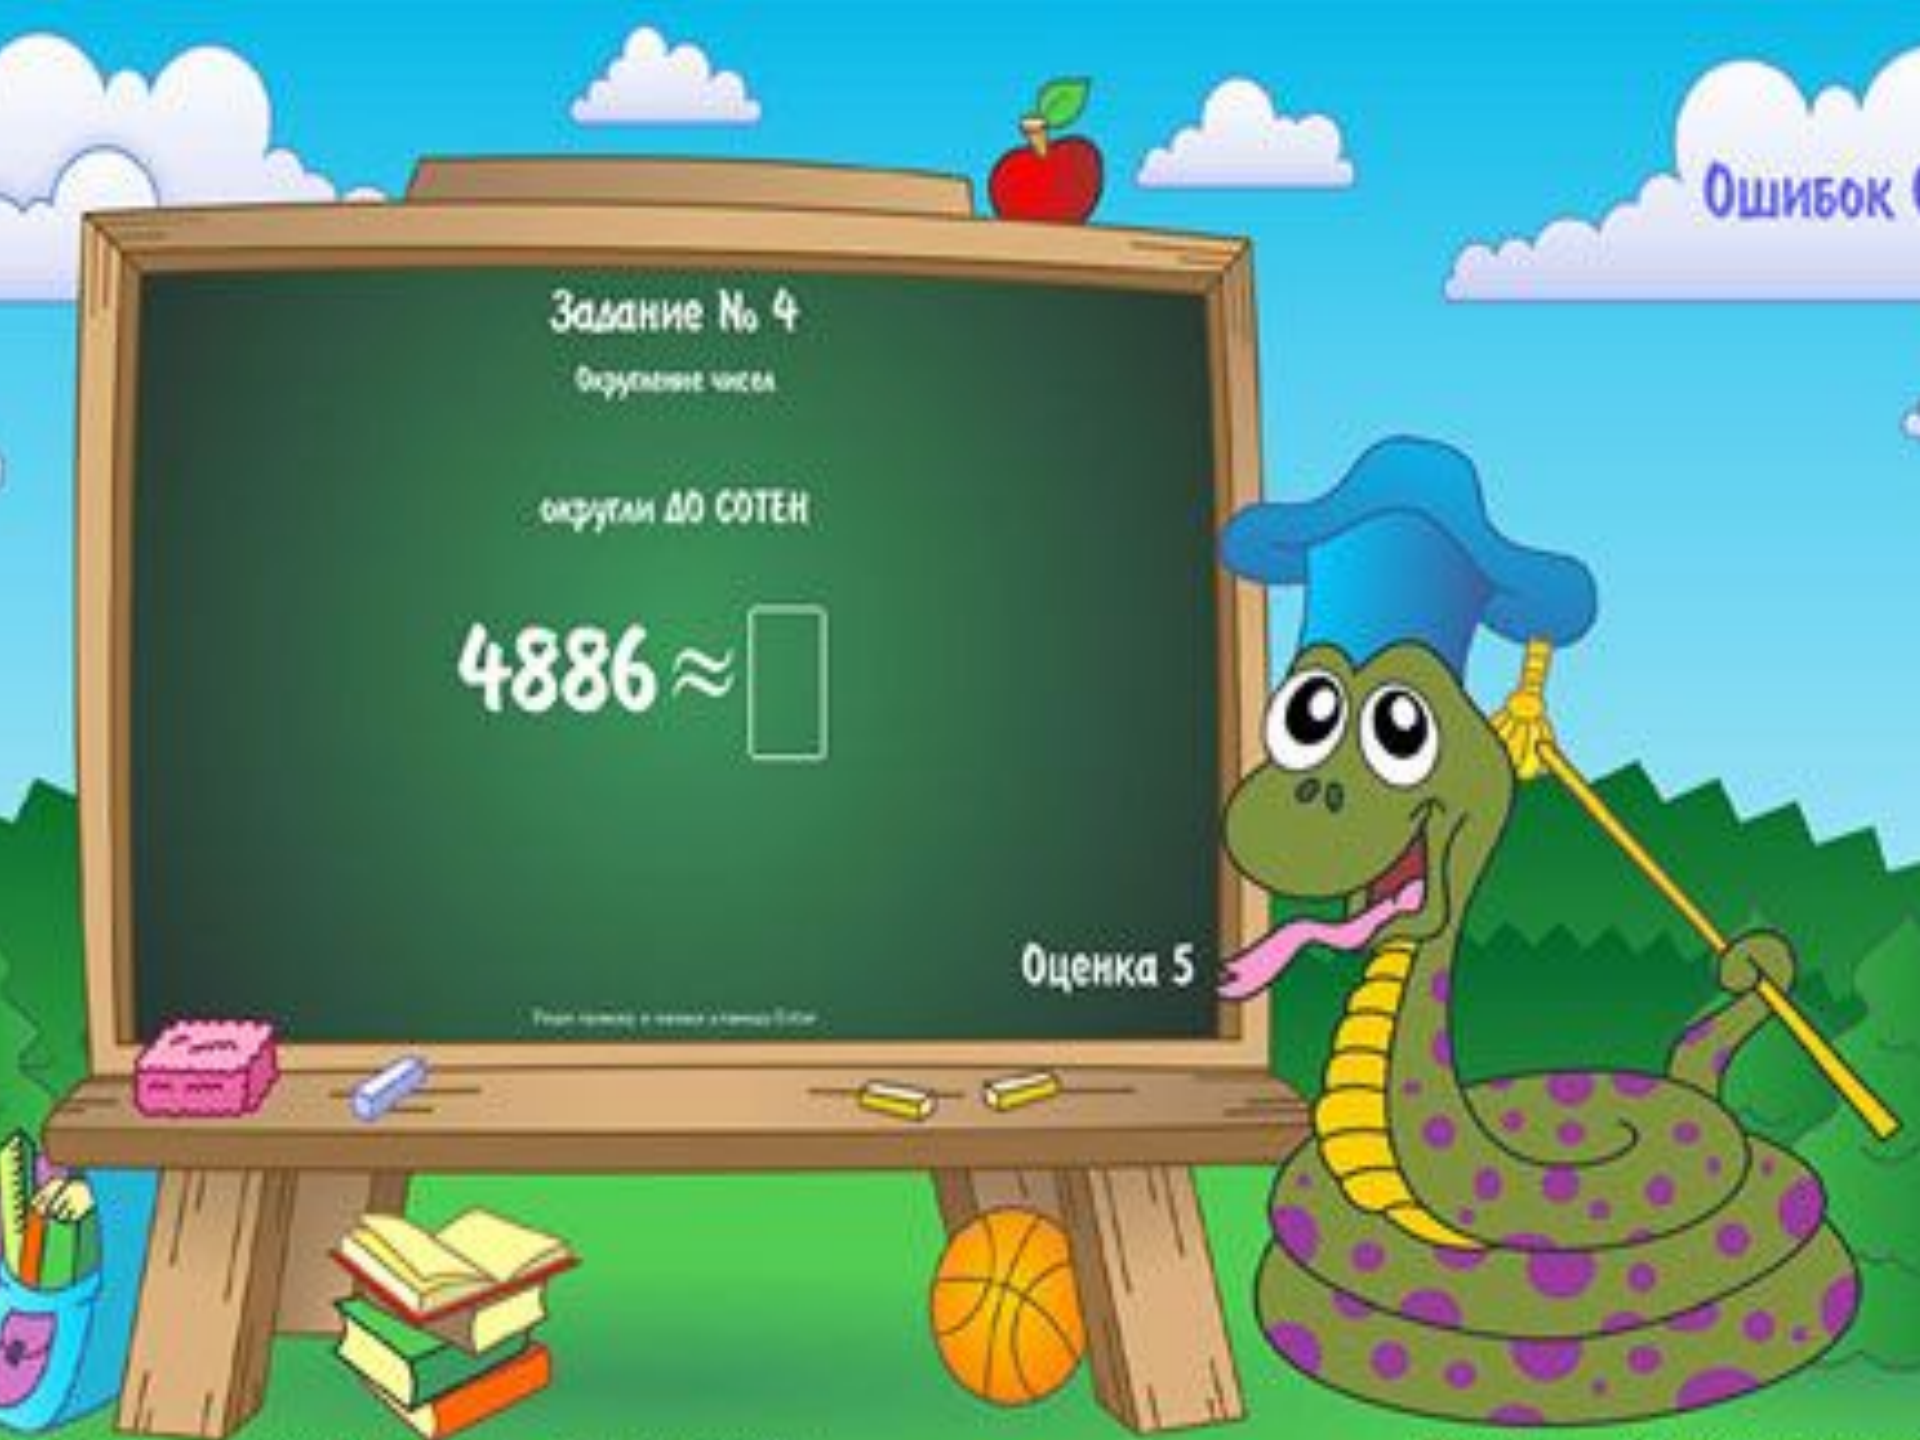 Ошибок
Задание № 4
Округление чисел
округли ДО СОТЕН
4886 ≈
Оценка 5